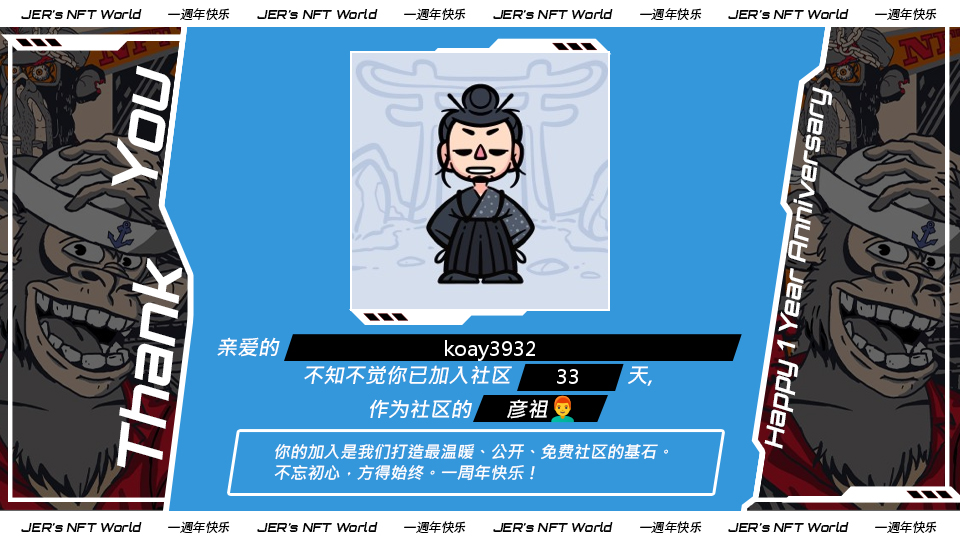 JER's NFT World 一週年快乐 JER's NFT World 一週年快乐 JER's NFT World 一週年快乐 JER's NFT World 一週年快乐
Thank You
亲爱的 koay3932
不知不觉你已加入社区 33 天,
作为社区的 彦祖👨‍🦰
你的加入是我们打造最温暖、公开、免费社区的基石。
不忘初心，方得始终。一周年快乐！
Happy 1 Year Anniversary
JER's NFT World 一週年快乐 JER's NFT World 一週年快乐 JER's NFT World 一週年快乐 JER's NFT World 一週年快乐